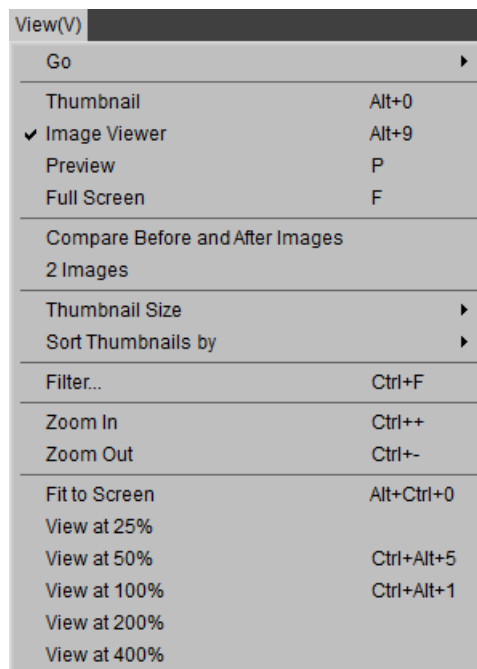 View(V)
Go
Thumbnail Alt+0
Image Viewer Alt+9
Preview P
Full Screen F
Compare Before and After Images
2 Images
Thumbnail Size
Sort Thumbnails by
Filter... Ctrl+F
Zoom In Ctrl++
Zoom Out Ctrl+-
Fit to Screen Alt+Ctrl+0
View at 25%
View at 50% Ctrl+Alt+5
View at 100% Ctrl+Alt+1
View at 200%
View at 400%